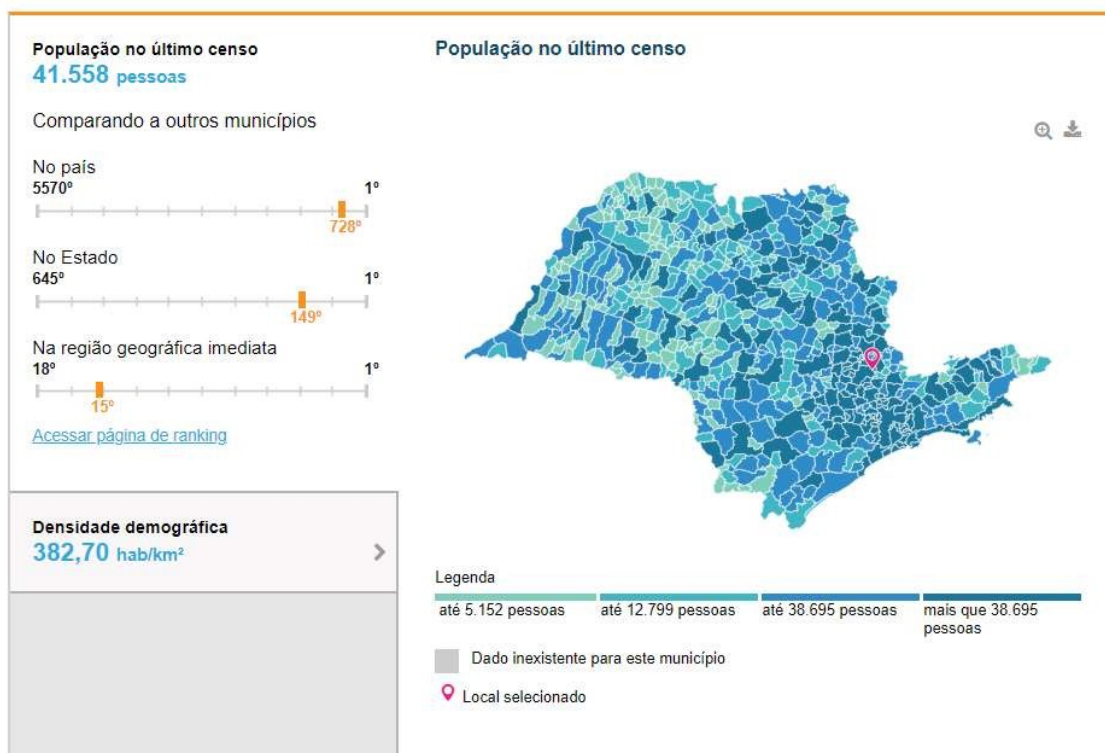 População no último censo
41.558 pessoas
Comparando a outros municípios
No país
5570º 1º
728º
No Estado
645º 1º
149º
Na região geográfica imediata
18º 1º
15º
Acessar página de ranking
Densidade demográfica
382,70 hab/km²
População no último censo
Legenda
até 5.152 pessoas
até 12.799 pessoas
até 38.695 pessoas
mais que 38.695
pessoas
Dado inexistente para este município
Local selecionado